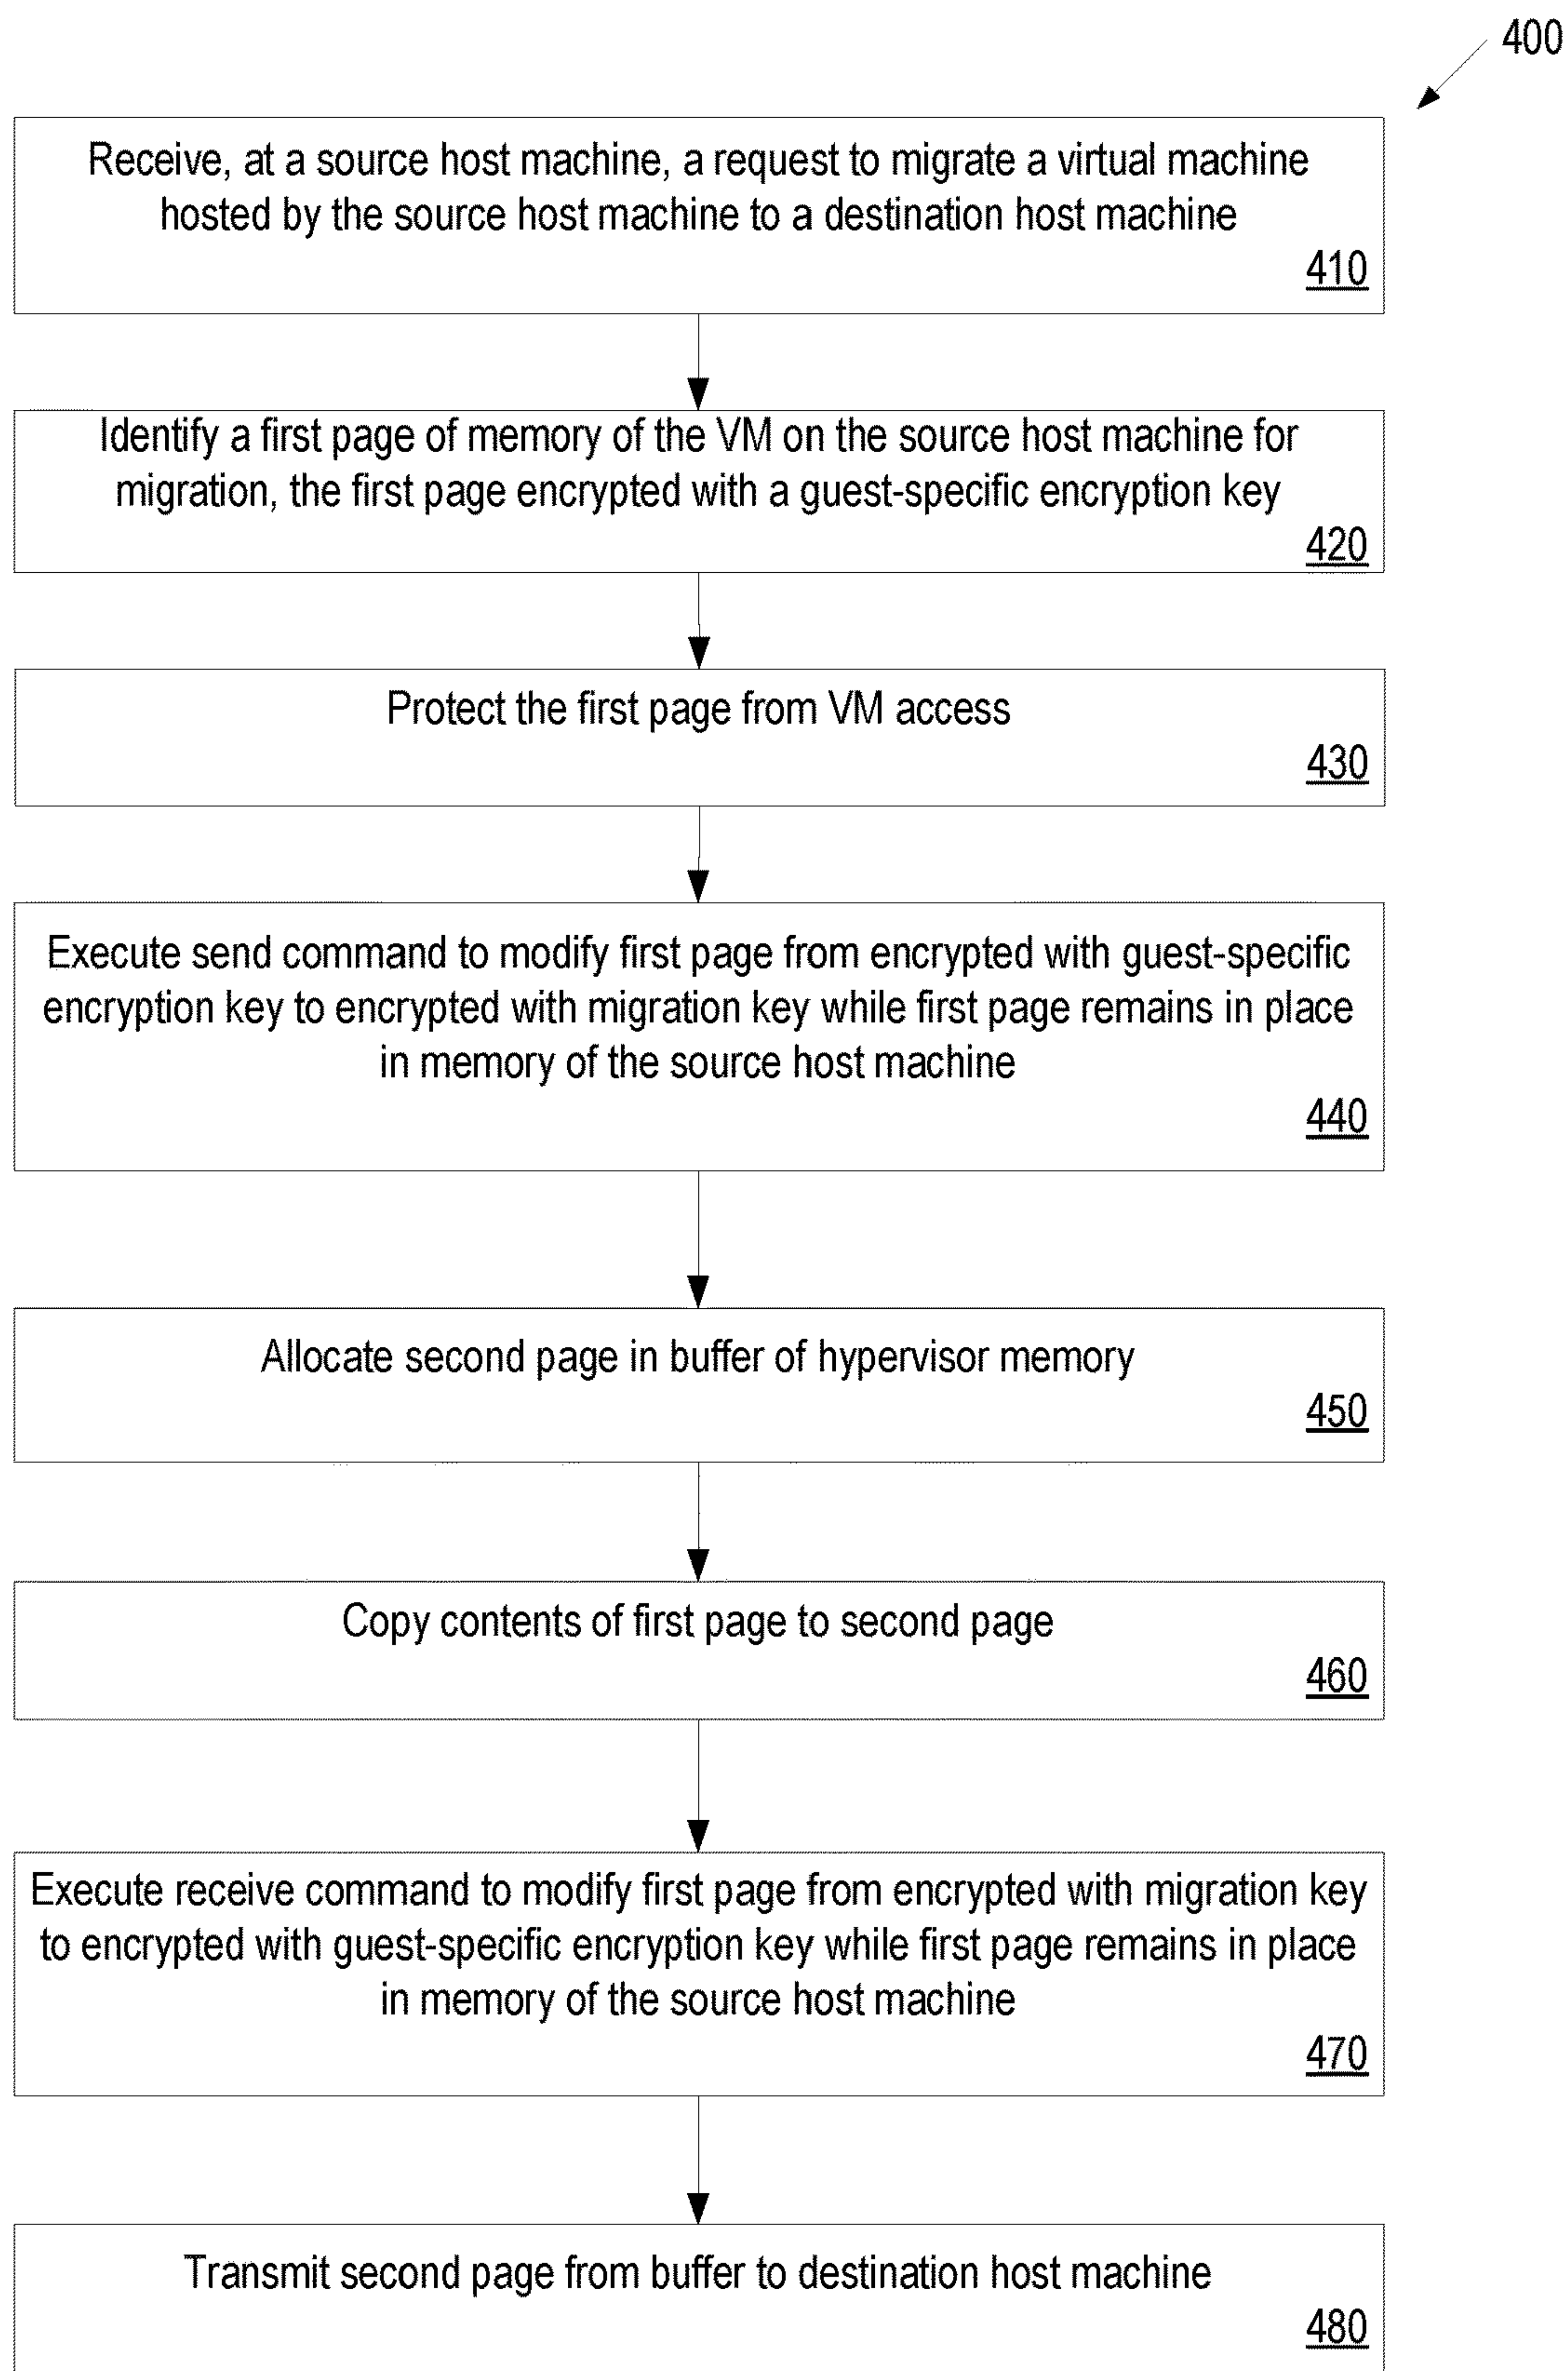 400
Receive, at a source host machine, a request to migrate a virtual machine
hosted by the source host machine to a destination host machine
410
Identify a first page of memory of the VM on the source host machine for
migration, the first page encrypted with a guest-specific encryption key
420
Protect the first page from VM access
430
Execute send command to modify first page from encrypted with guest-specific
encryption key to encrypted with migration key while first page remains in place
in memory of the source host machine
440
Allocate second page in buffer of hypervisor memory
450
Copy contents of first page to second page
460
Execute receive command to modify first page from encrypted with migration key
to encrypted with guest-specific encryption key while first page remains in place
in memory of the source host machine
470
Transmit second page from buffer to destination host machine
480